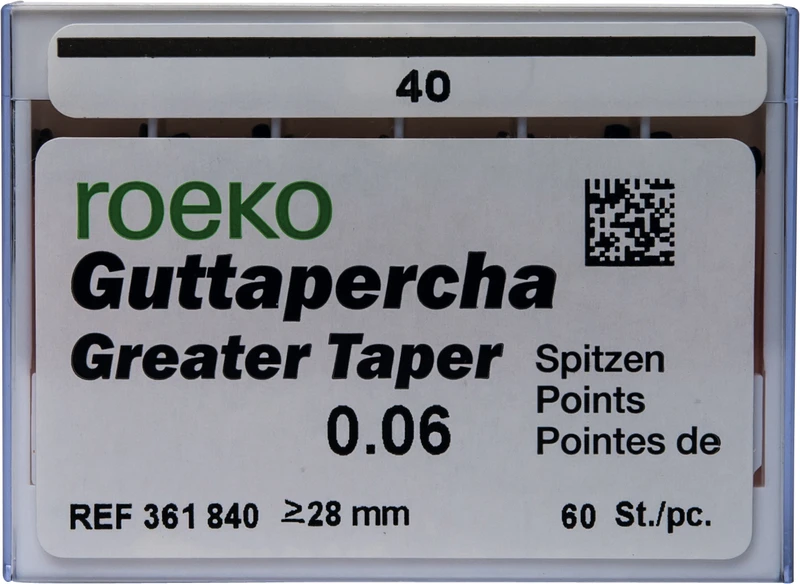 40
roeko
Guttapercha
Greater Taper
0.06
Spitzen
Points
Pointes de
REF 361 840 ≥28 mm 60 St./pc.